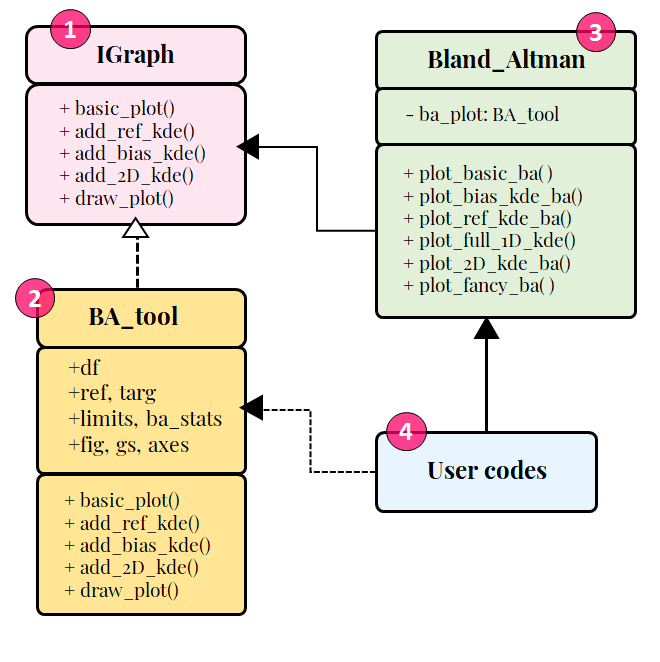 1
IGraph
+ basic_plot()
+ add_ref_kde()
+ add_bias_kde()
+ add_2D_kde()
+ draw_plot()
2
BA_tool
+df
+ref, targ
+limits, ba_stats
+fig, gs, axes
+ basic_plot()
+ add_ref_kde()
+ add_bias_kde()
+ add_2D_kde()
+ draw_plot()
3
Bland_Altman
- ba_plot: BA_tool
+ plot_basic_ba( )
+ plot_bias_kde_ba()
+ plot_ref_kde_ba()
+ plot_full_1D_kde()
+ plot_2D_kde_ba()
+ plot_fancy_ba( )
4
User codes